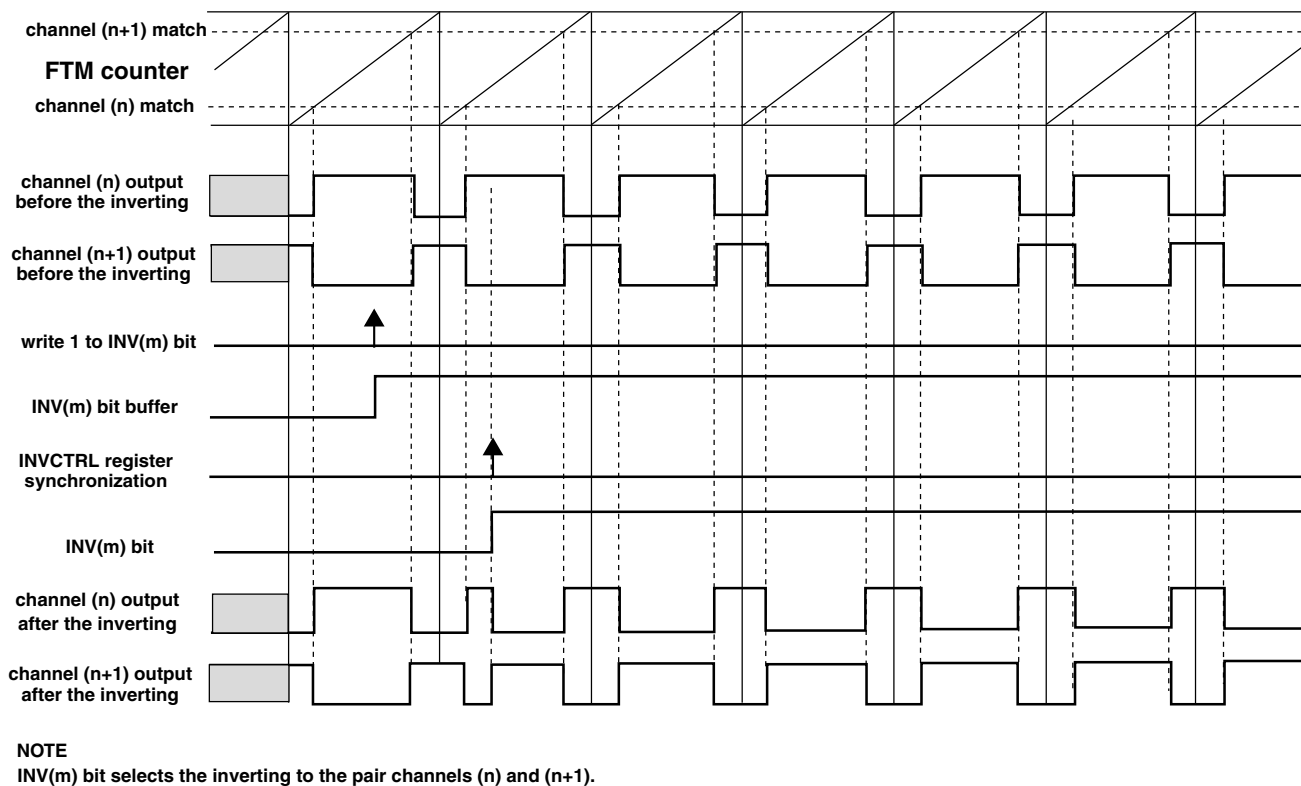 channel (n+1) match
FTM counter
channel (n) match
channel (n) output
before the inverting
channel (n+1) output
before the inverting
write 1 to INV(m) bit
INV(m) bit buffer
INVCTRL register
synchronization
INV(m) bit
channel (n) output
after the inverting
channel (n+1) output
after the inverting
NOTE
INV(m) bit selects the inverting to the pair channels (n) and (n+1).